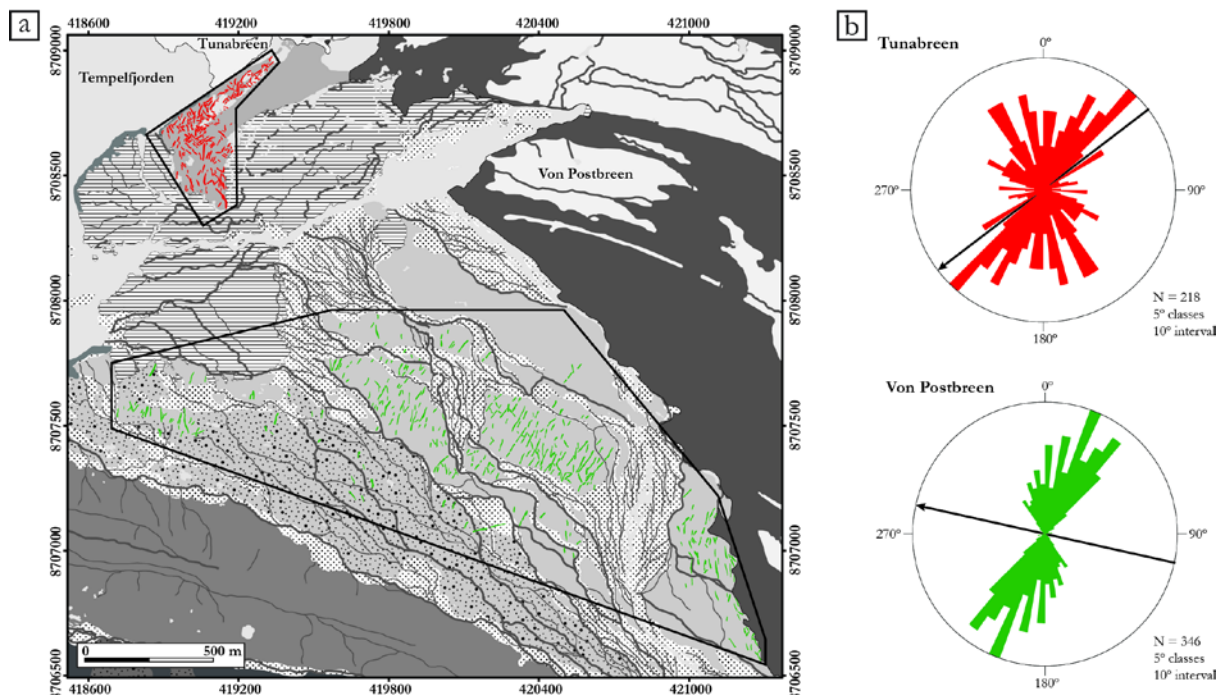 a
418600 419200 419800 420400 421000
8709000
8708500
8708000
8707500
8707000
8706500
Tunabreen
Tempelfjorden
Von Postbreen
0 500 m
8709000
8708500
8708000
8707500
8707000
8706500
418600 419200 419800 420400 421000
b
Tunabreen
0°
270°
90°
180°
N = 218
5° classes
10° interval
Von Postbreen
0°
270°
90°
180°
N = 346
5° classes
10° interval